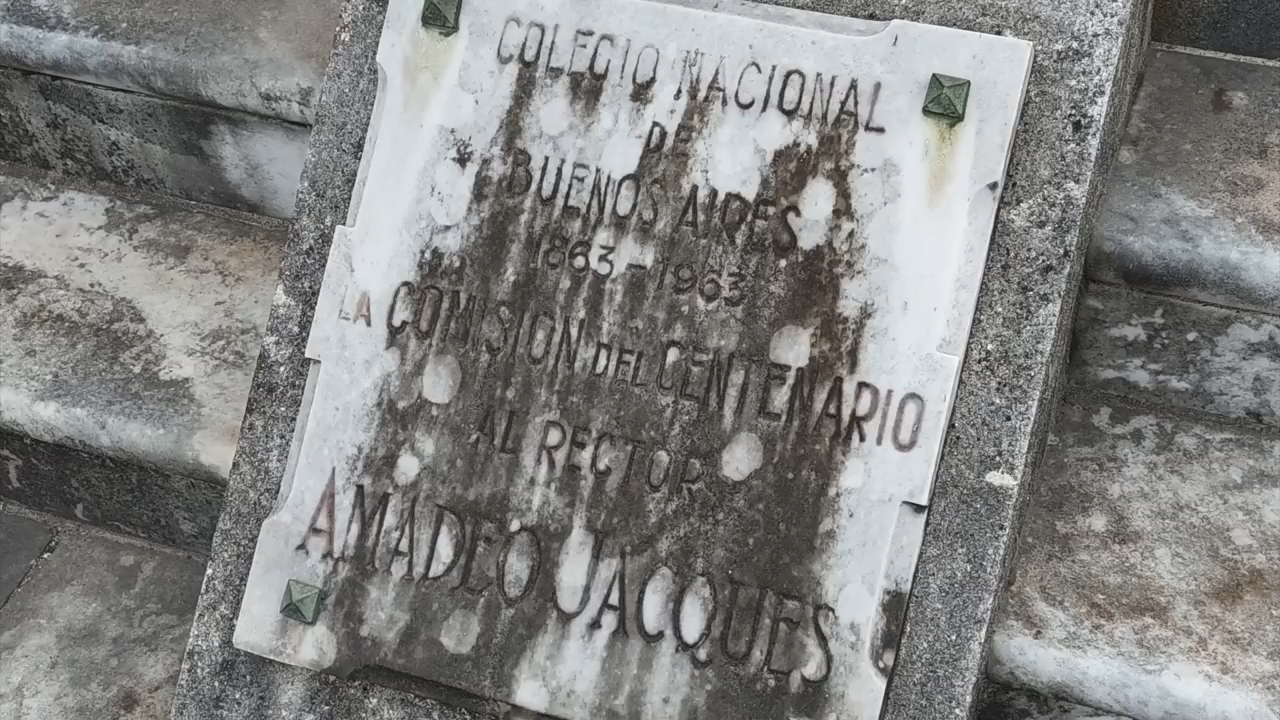 COLEGIO NACIONAL
DE
BUENOS AIRES
1863-1963
LA COMISION DEL CENTENARIO
AL RECTOR
AMADEO JACQUES